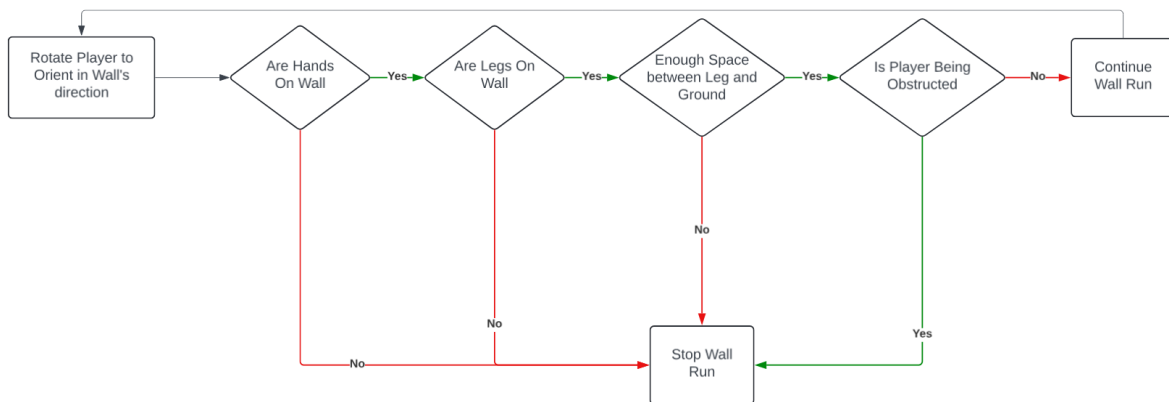 Rotate Player to
Orient in Wall's
direction
Are Hands
On Wall
Yes
Are Legs On
Wall
Yes
Enough Space
between Leg and
Ground
Yes
Is Player Being
Obstructed
No
Continue
Wall Run
No
No
No
Yes
Stop Wall
Run